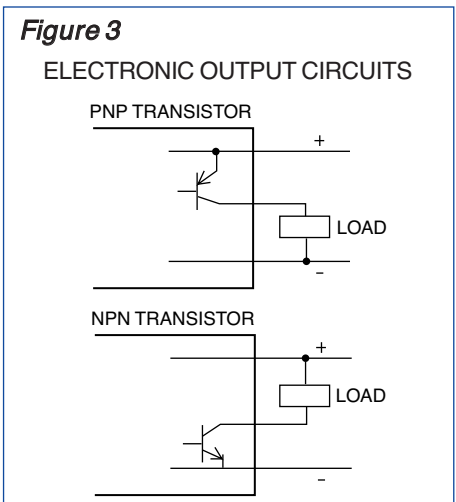 Figure 3
ELECTRONIC OUTPUT CIRCUITS
PNP TRANSISTOR
+
LOAD
–
NPN TRANSISTOR
+
LOAD
–